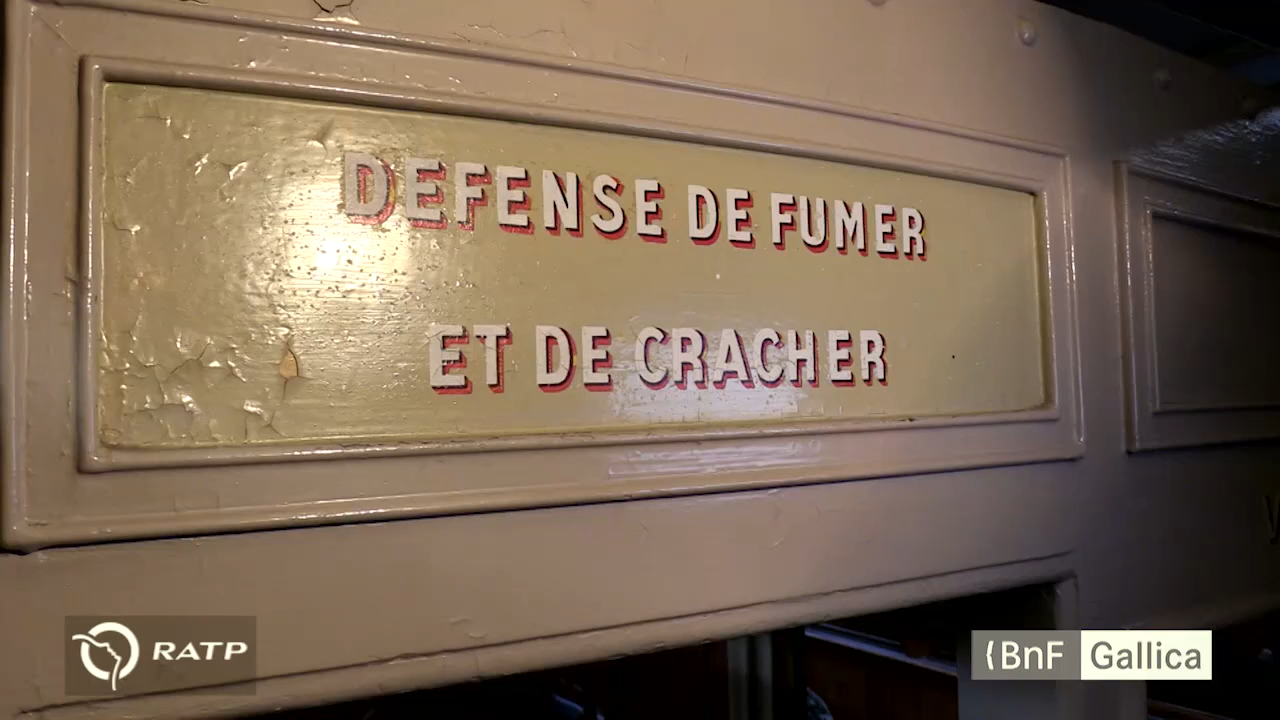 DEFENSE DE FUMER
ET DE CRACHER
RATP
BnF Gallica